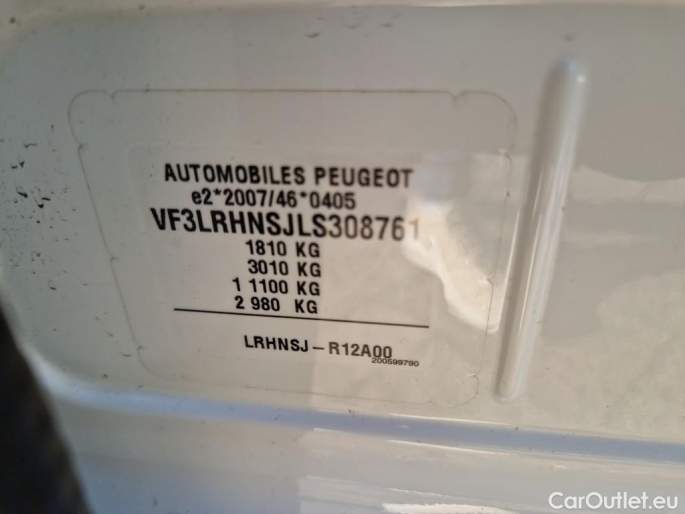 AUTOMOBILES PEUGEOT
e2*2007/46*0405
VF3LRHNSJLS308761
1810 KG
3010 KG
1 1100 KG
2 980 KG
LRHNSJ-R12A00
200599790
CarOutlet.eu